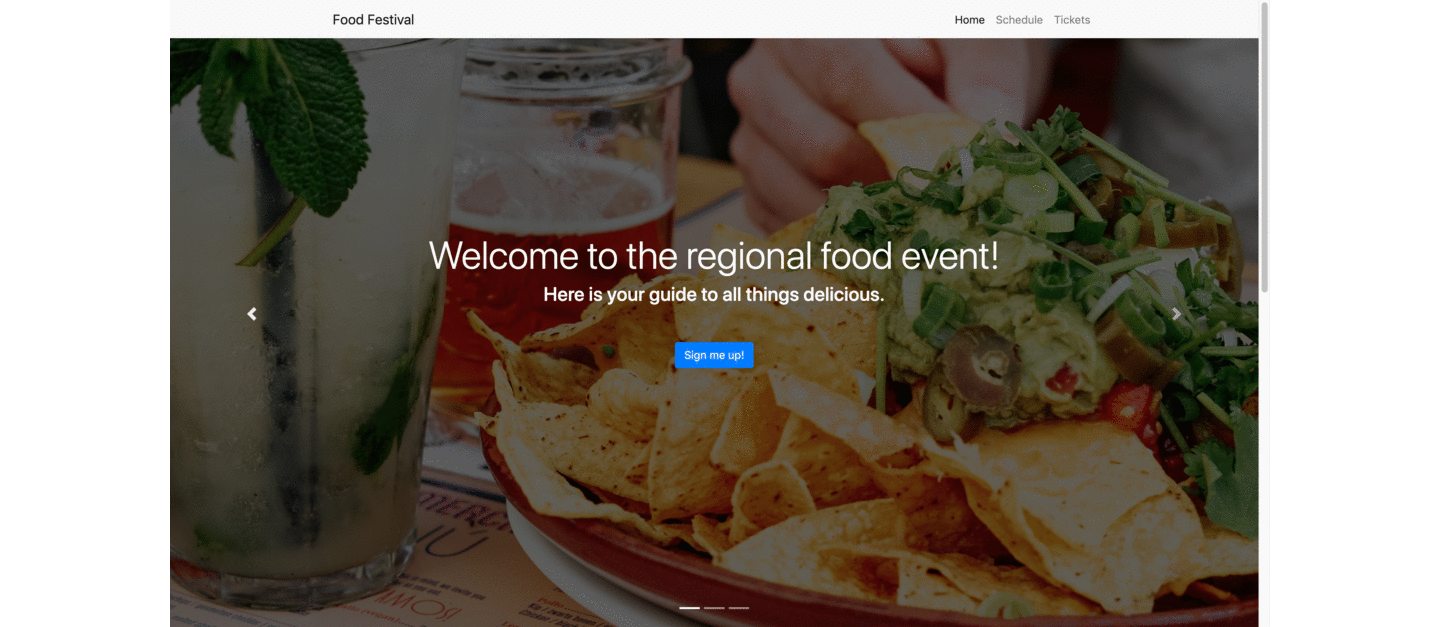 Food Festival
Home Schedule Tickets
Welcome to the regional food event!
Here is your guide to all things delicious.
Sign me up!